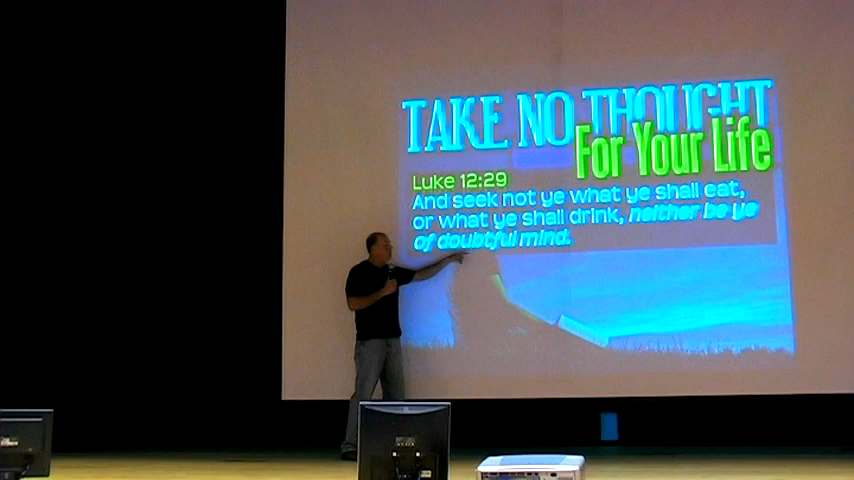 TAKE NO THOUGHT
For Your Life
Luke 12:29
And seek not ye what ye shall eat,
or what ye shall drink, neither be ye
of doubtful mind.